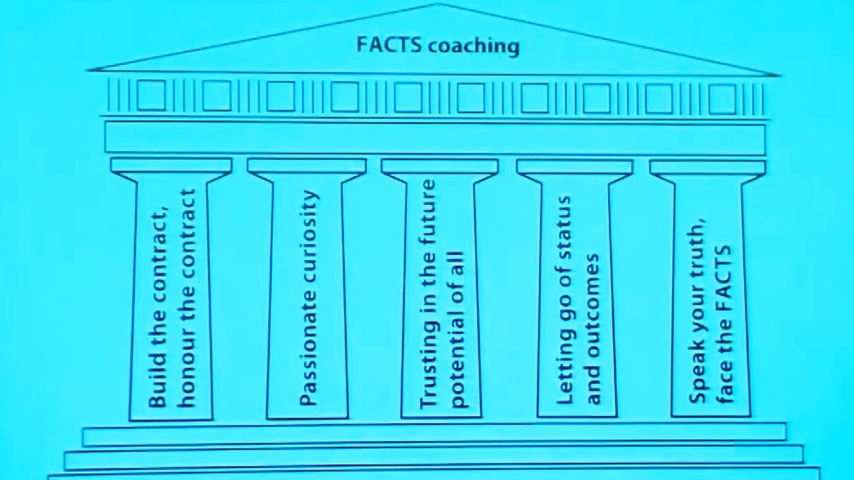 FACTS coaching
Build the contract,
honour the contract
Passionate curiosity
Trusting in the future
potential of all
Letting go of status
and outcomes
Speak your truth,
face the FACTS